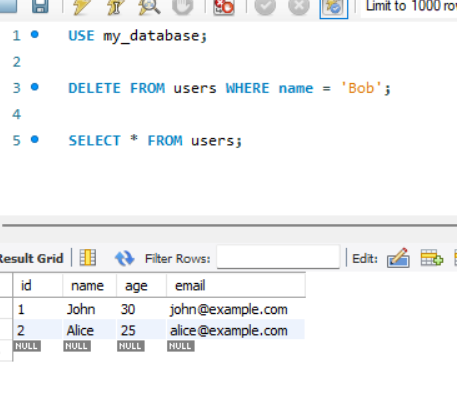 Limit to 1000 ro
1 USE my_database;
2
3 DELETE FROM users WHERE name = 'Bob';
4
5 SELECT * FROM users;
Result Grid Filter Rows: Edit:
id name age email
1 John 30 john@example.com
2 Alice 25 alice@example.com
NULL NULL NULL NULL